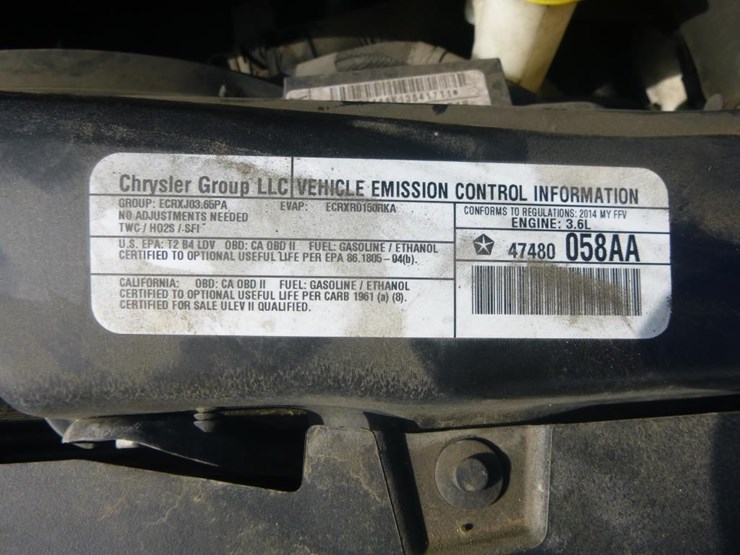 Chrysler Group LLC VEHICLE EMISSION CONTROL INFORMATION
GROUP: ECRXJ03.65PA EVAP: ECRXR0150RKA
NO ADJUSTMENTS NEEDED
TWC / HO2S / SFI
CONFORMS TO REGULATIONS: 2014 MY FFV
ENGINE: 3.6L
U.S. EPA: T2 B4 LDV OBD: CA OBD II FUEL: GASOLINE / ETHANOL
CERTIFIED TO OPTIONAL USEFUL LIFE PER EPA 86.1805-04(b).
47480 058AA
CALIFORNIA: OBD: CA OBD II FUEL: GASOLINE / ETHANOL
CERTIFIED TO OPTIONAL USEFUL LIFE PER CARB 1961 (a) (8).
CERTIFIED FOR SALE ULEV II QUALIFIED.